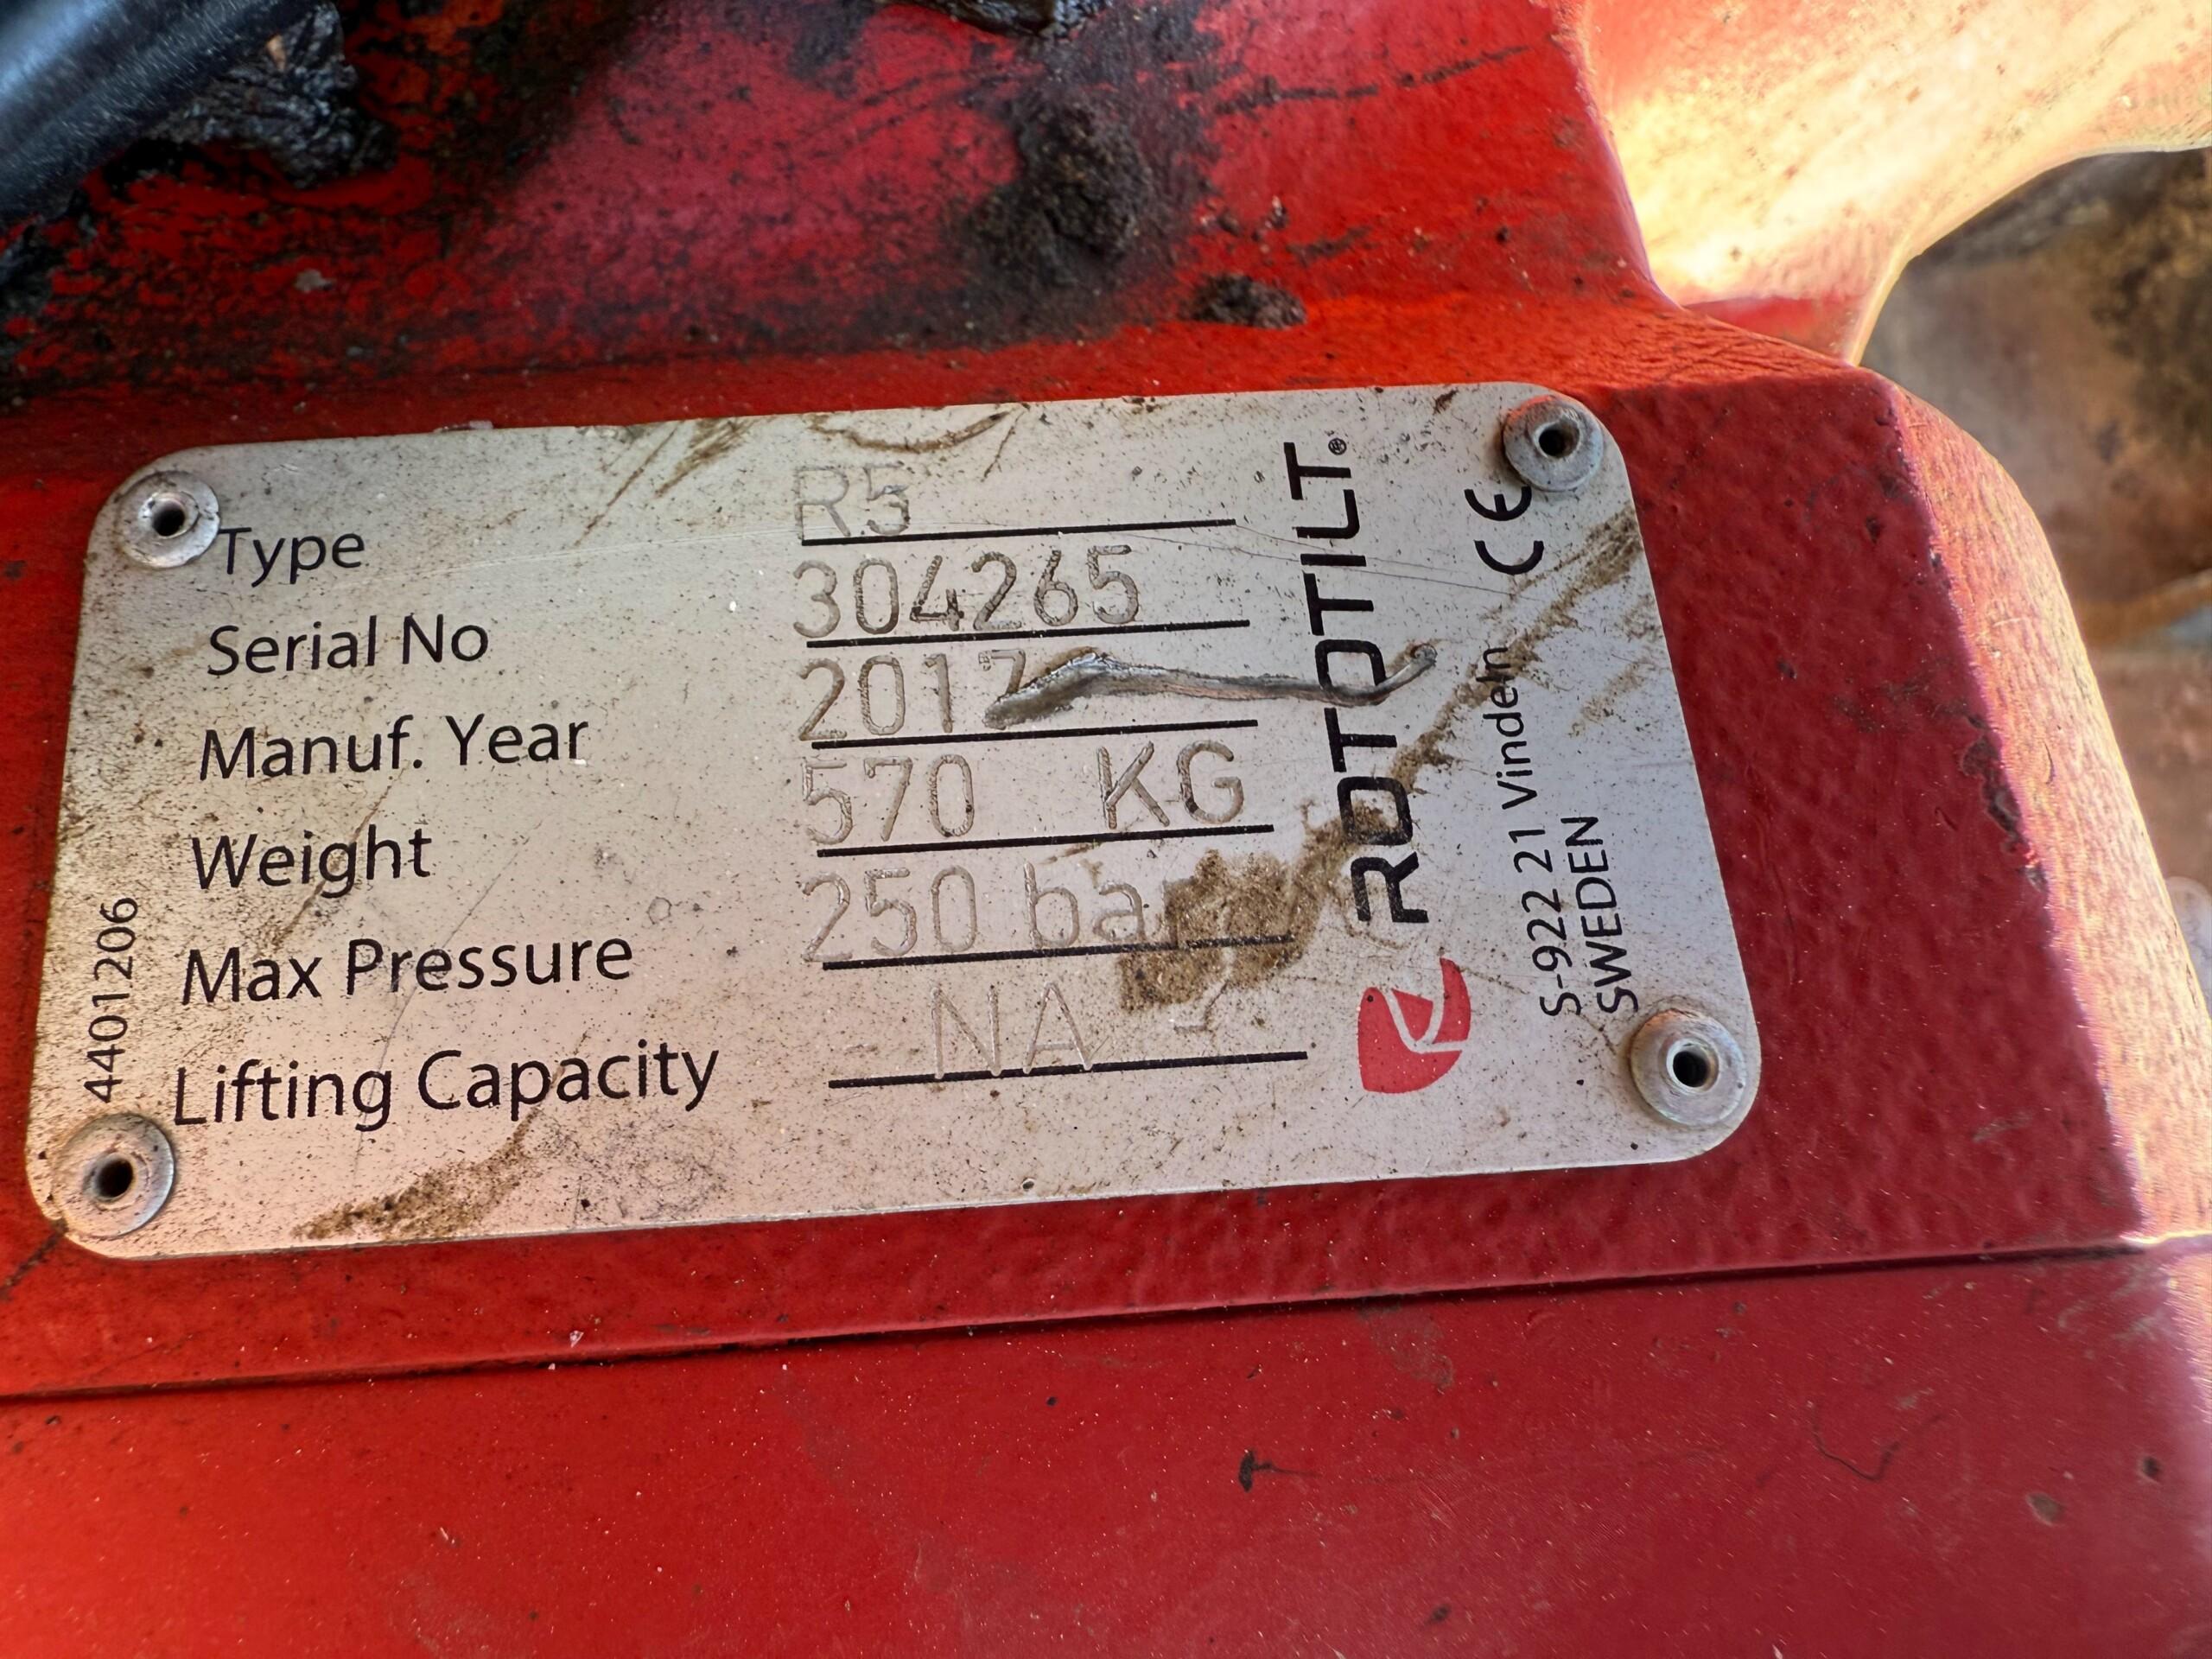 Type R5
Serial No 304265
Manuf. Year 2017
Weight 570 KG
Max Pressure 250 bar
Lifting Capacity NA
4401206
ROTOTILT®
CE
S-922 21 Vindeln
SWEDEN